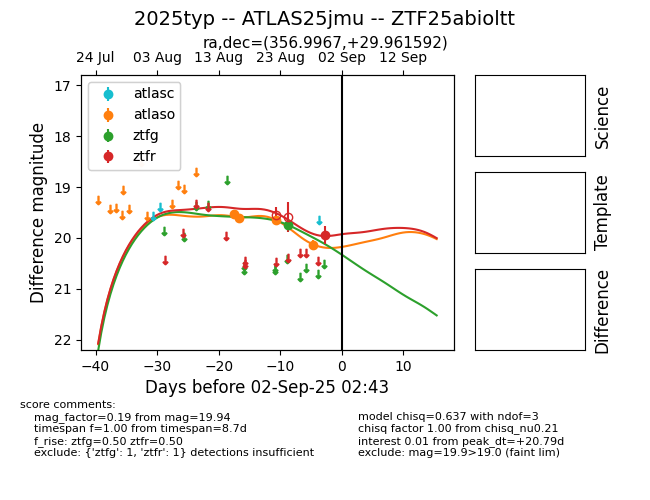 2025typ -- ATLAS25jmu -- ZTF25abioltt
ra,dec=(356.9967,+29.961592)
24 Jul 03 Aug 13 Aug 23 Aug 02 Sep 12 Sep
atlasc
atlaso
ztfg
ztfr
17
18
19
20
21
22
Difference magnitude
−40 −30 −20 −10 0 10
Days before 02-Sep-25 02:43
Science
Template
Difference
score comments:
mag_factor=0.19 from mag=19.94
timespan f=1.00 from timespan=8.7d
f_rise: ztfg=0.50 ztfr=0.50
exclude: {'ztfg': 1, 'ztfr': 1} detections insufficient
model chisq=0.637 with ndof=3
chisq factor 1.00 from chisq_nu0.21
interest 0.01 from peak_dt=+20.79d
exclude: mag=19.9>19.0 (faint lim)